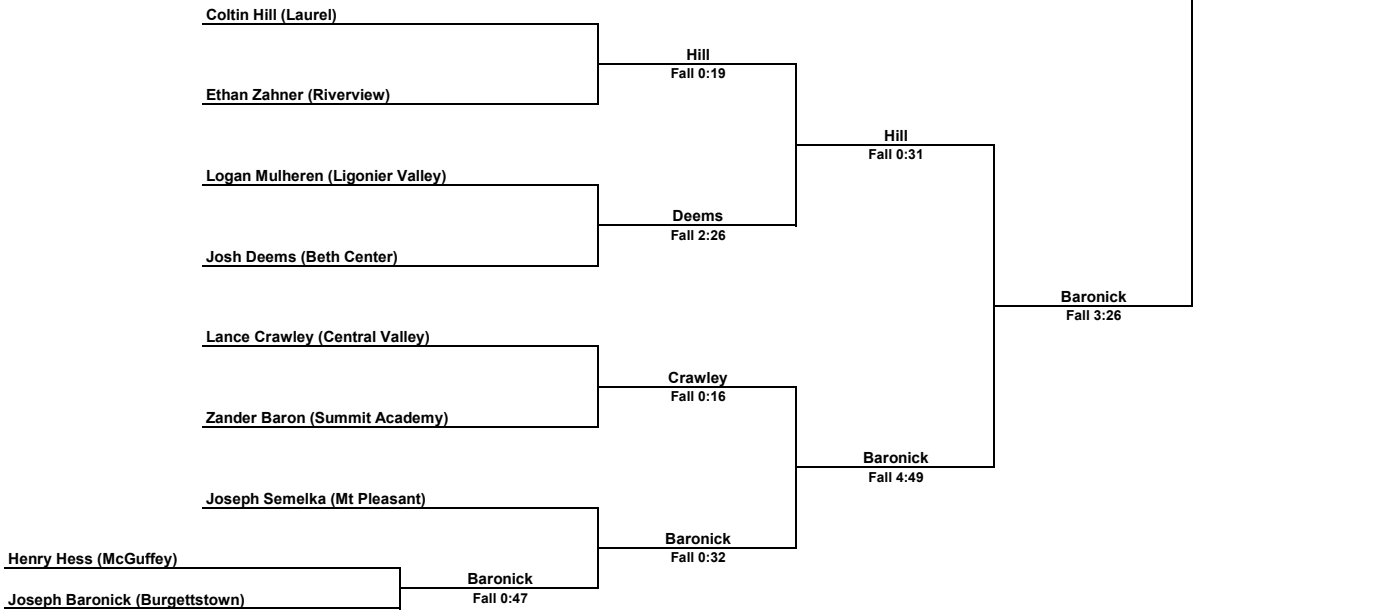 Coltin Hill (Laurel)
Hill
Fall 0:19
Ethan Zahner (Riverview)
Hill
Fall 0:31
Logan Mulheren (Ligonier Valley)
Deems
Fall 2:26
Josh Deems (Beth Center)
Baronick
Fall 3:26
Lance Crawley (Central Valley)
Crawley
Fall 0:16
Zander Baron (Summit Academy)
Baronick
Fall 4:49
Joseph Semelka (Mt Pleasant)
Baronick
Fall 0:32
Henry Hess (McGuffey)
Baronick
Fall 0:47
Joseph Baronick (Burgettstown)